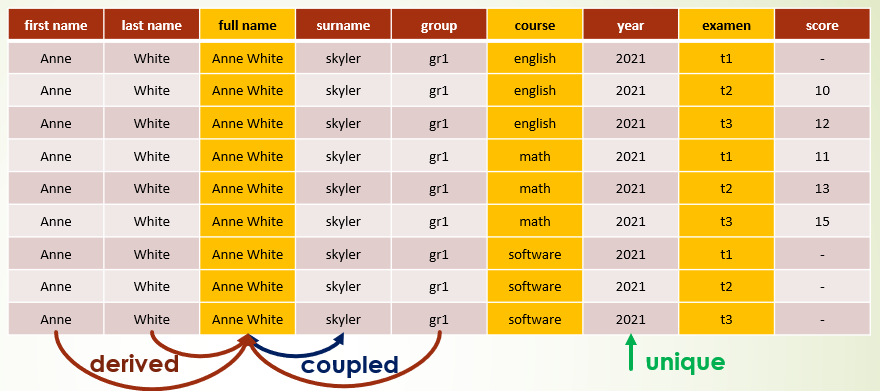 first name last name full name surname group course year examen score
Anne White Anne White skyler gr1 english 2021 t1 -
Anne White Anne White skyler gr1 english 2021 t2 10
Anne White Anne White skyler gr1 english 2021 t3 12
Anne White Anne White skyler gr1 math 2021 t1 11
Anne White Anne White skyler gr1 math 2021 t2 13
Anne White Anne White skyler gr1 math 2021 t3 15
Anne White Anne White skyler gr1 software 2021 t1 -
Anne White Anne White skyler gr1 software 2021 t2 -
Anne White Anne White skyler gr1 software 2021 t3 -
derived coupled unique